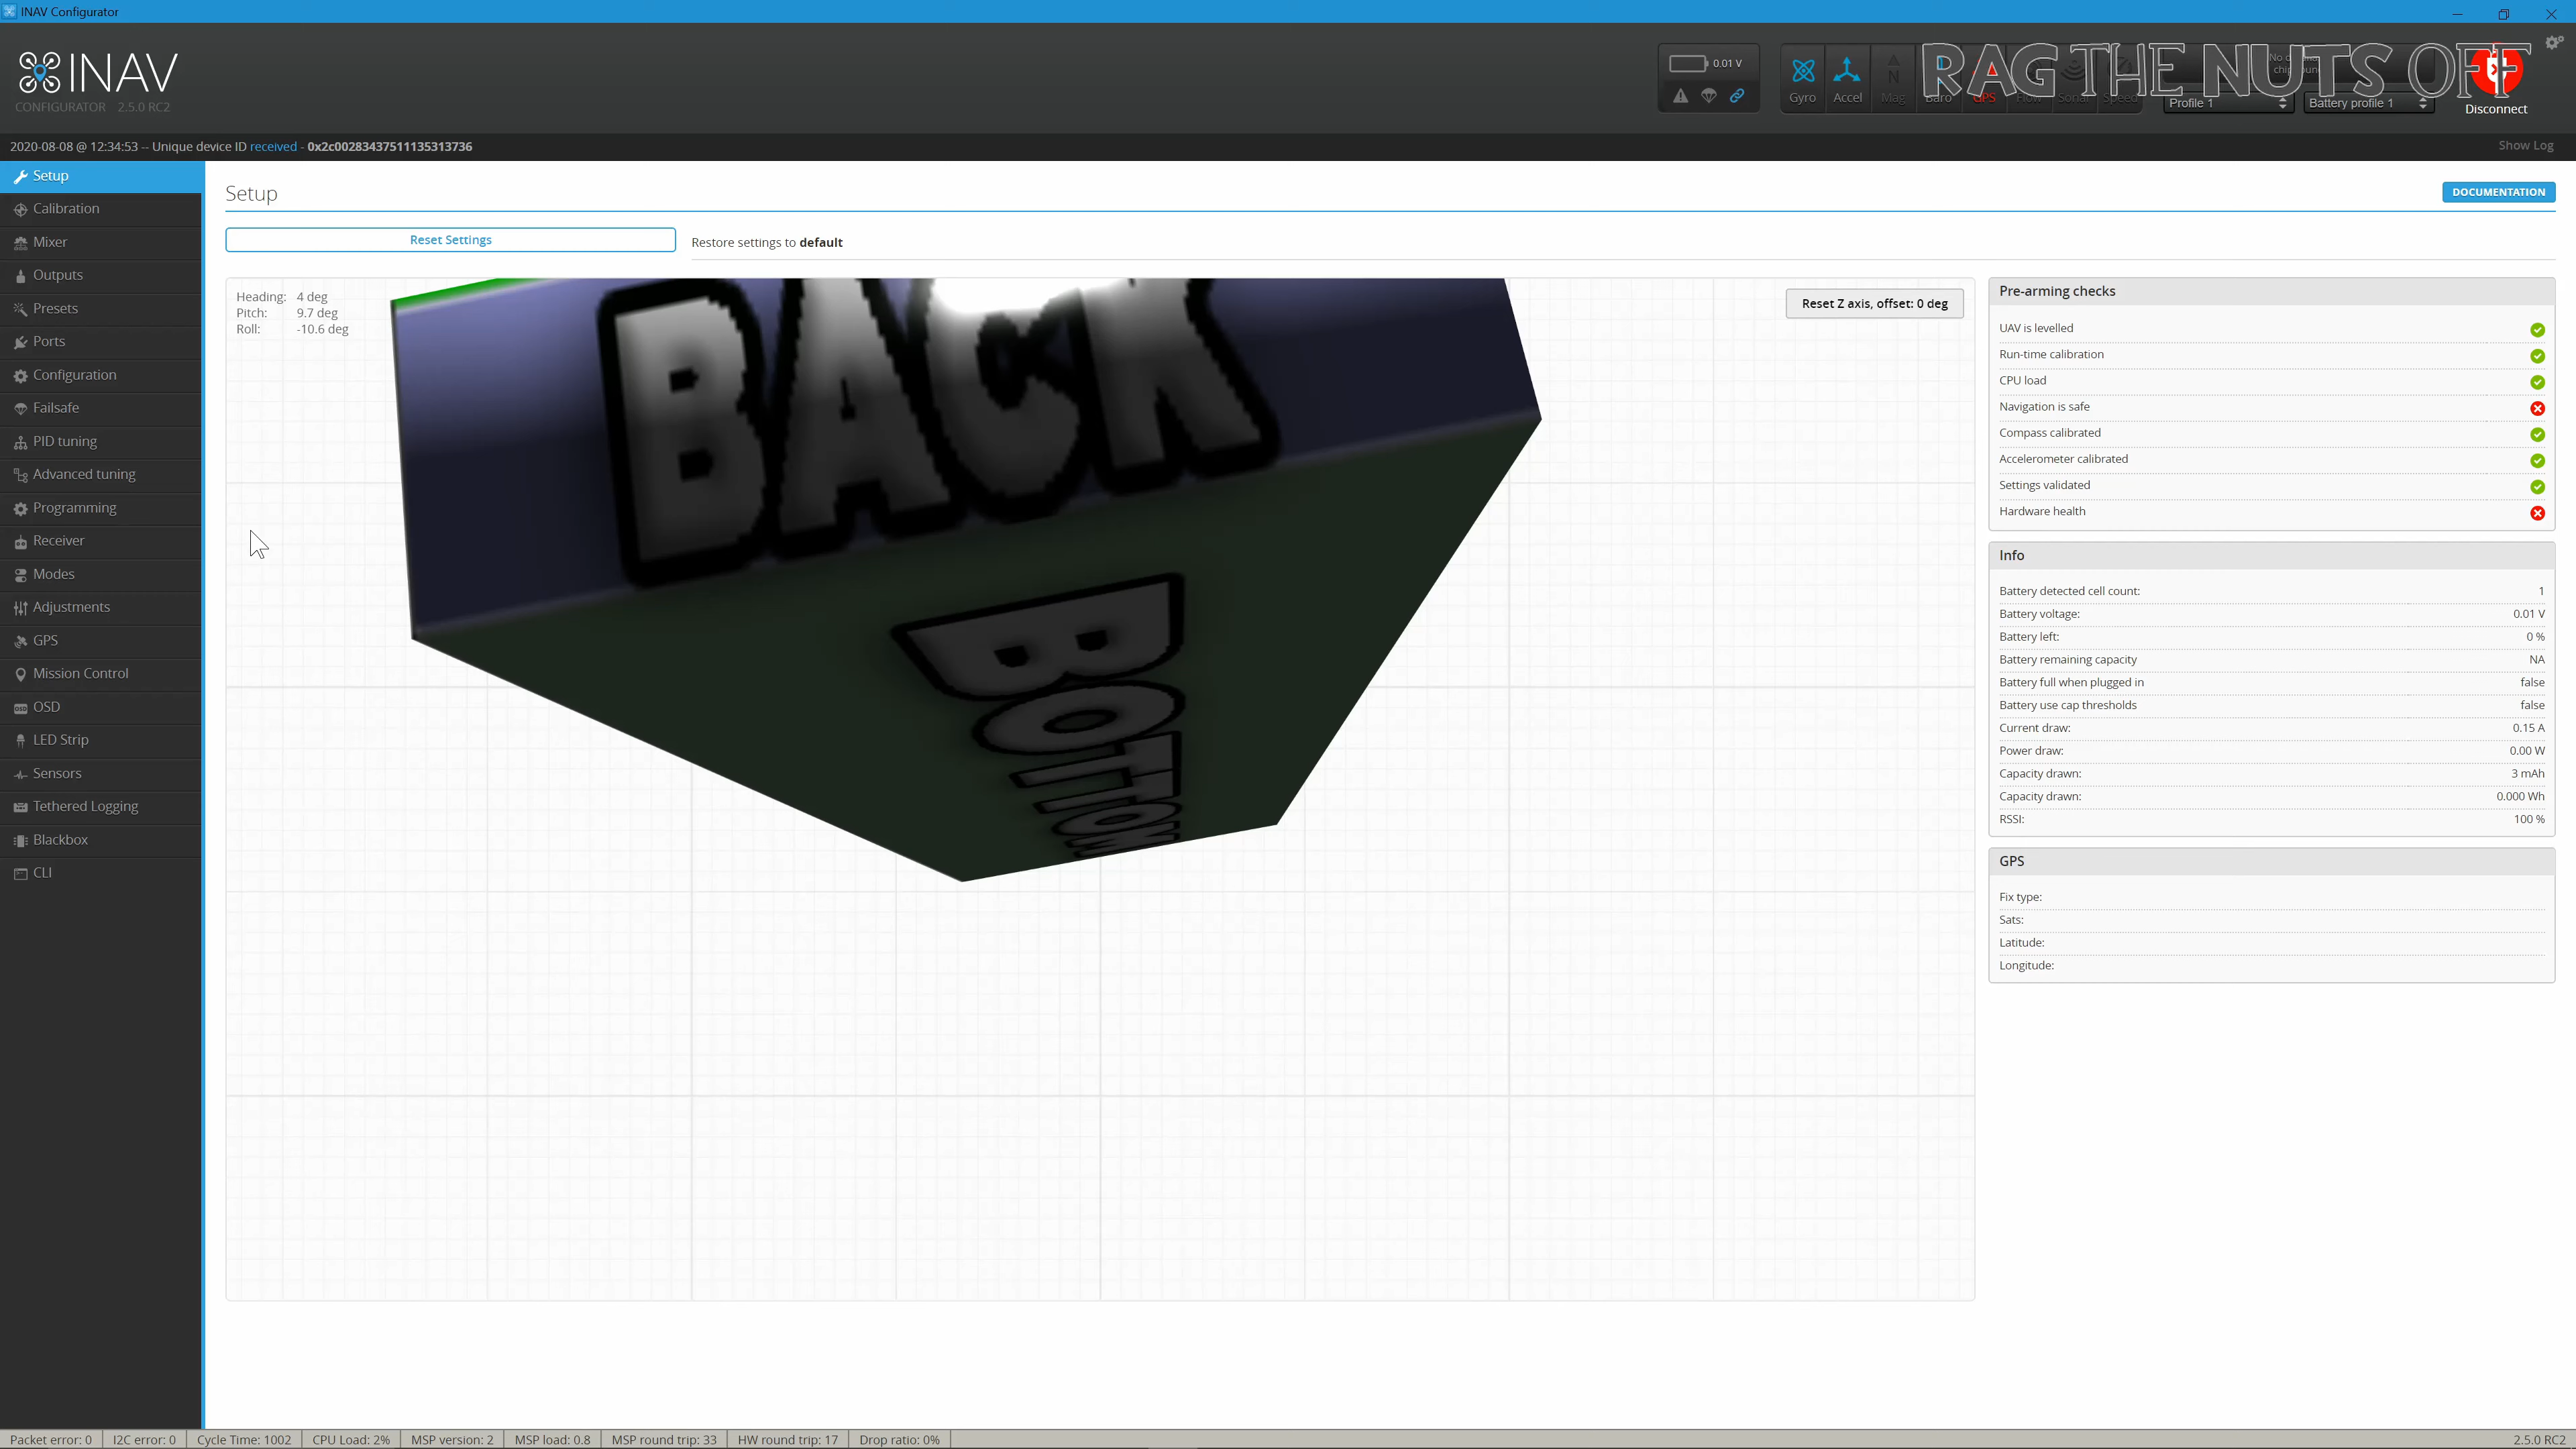 INAV Configurator
INAV
CONFIGURATOR 2.5.0 RC2
0.01 V
Gyro
Accel
Mag
Baro
GPS
Flow
Sonar
Speed
RAG THE NUTS OFF
Profile 1
Battery profile 1
Disconnect
2020-08-08 @ 12:34:53 -- Unique device ID received - 0x2c00283437511135313736
Show Log
Setup
Calibration
Mixer
Outputs
Presets
Ports
Configuration
Failsafe
PID tuning
Advanced tuning
Programming
Receiver
Modes
Adjustments
GPS
Mission Control
OSD
LED Strip
Sensors
Tethered Logging
Blackbox
CLI
Setup
DOCUMENTATION
Reset Settings
Restore settings to default
Heading: 4 deg
Pitch: 9.7 deg
Roll: -10.6 deg
Reset Z axis, offset: 0 deg
BACK
BOTTOM
Pre-arming checks
UAV is levelled
Run-time calibration
CPU load
Navigation is safe
Compass calibrated
Accelerometer calibrated
Settings validated
Hardware health
Info
Battery detected cell count: 1
Battery voltage: 0.01 V
Battery left: 0 %
Battery remaining capacity NA
Battery full when plugged in false
Battery use cap thresholds false
Current draw: 0.15 A
Power draw: 0.00 W
Capacity drawn: 3 mAh
Capacity drawn: 0.000 Wh
RSSI: 100 %
GPS
Fix type:
Sats:
Latitude:
Longitude:
Packet error: 0
I2C error: 0
Cycle Time: 1002
CPU Load: 2%
MSP version: 2
MSP load: 0.8
MSP round trip: 33
HW round trip: 17
Drop ratio: 0%
2.5.0 RC2